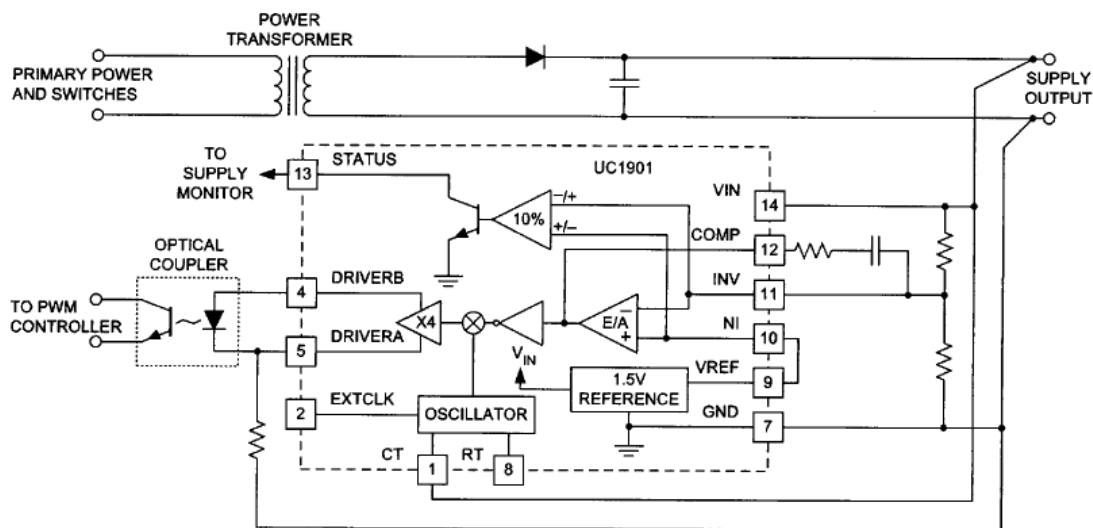 POWER
TRANSFORMER
PRIMARY POWER
AND SWITCHES
SUPPLY
OUTPUT
TO
SUPPLY
MONITOR
13
STATUS
UC1901
10%
−/+
+/−
VIN
14
COMP
12
OPTICAL
COUPLER
TO PWM
CONTROLLER
4
DRIVERB
5
DRIVERA
X4
E/A
−
+
INV
11
NI
10
VIN
1.5V
REFERENCE
VREF
9
2
EXTCLK
OSCILLATOR
GND
7
CT
1
RT
8